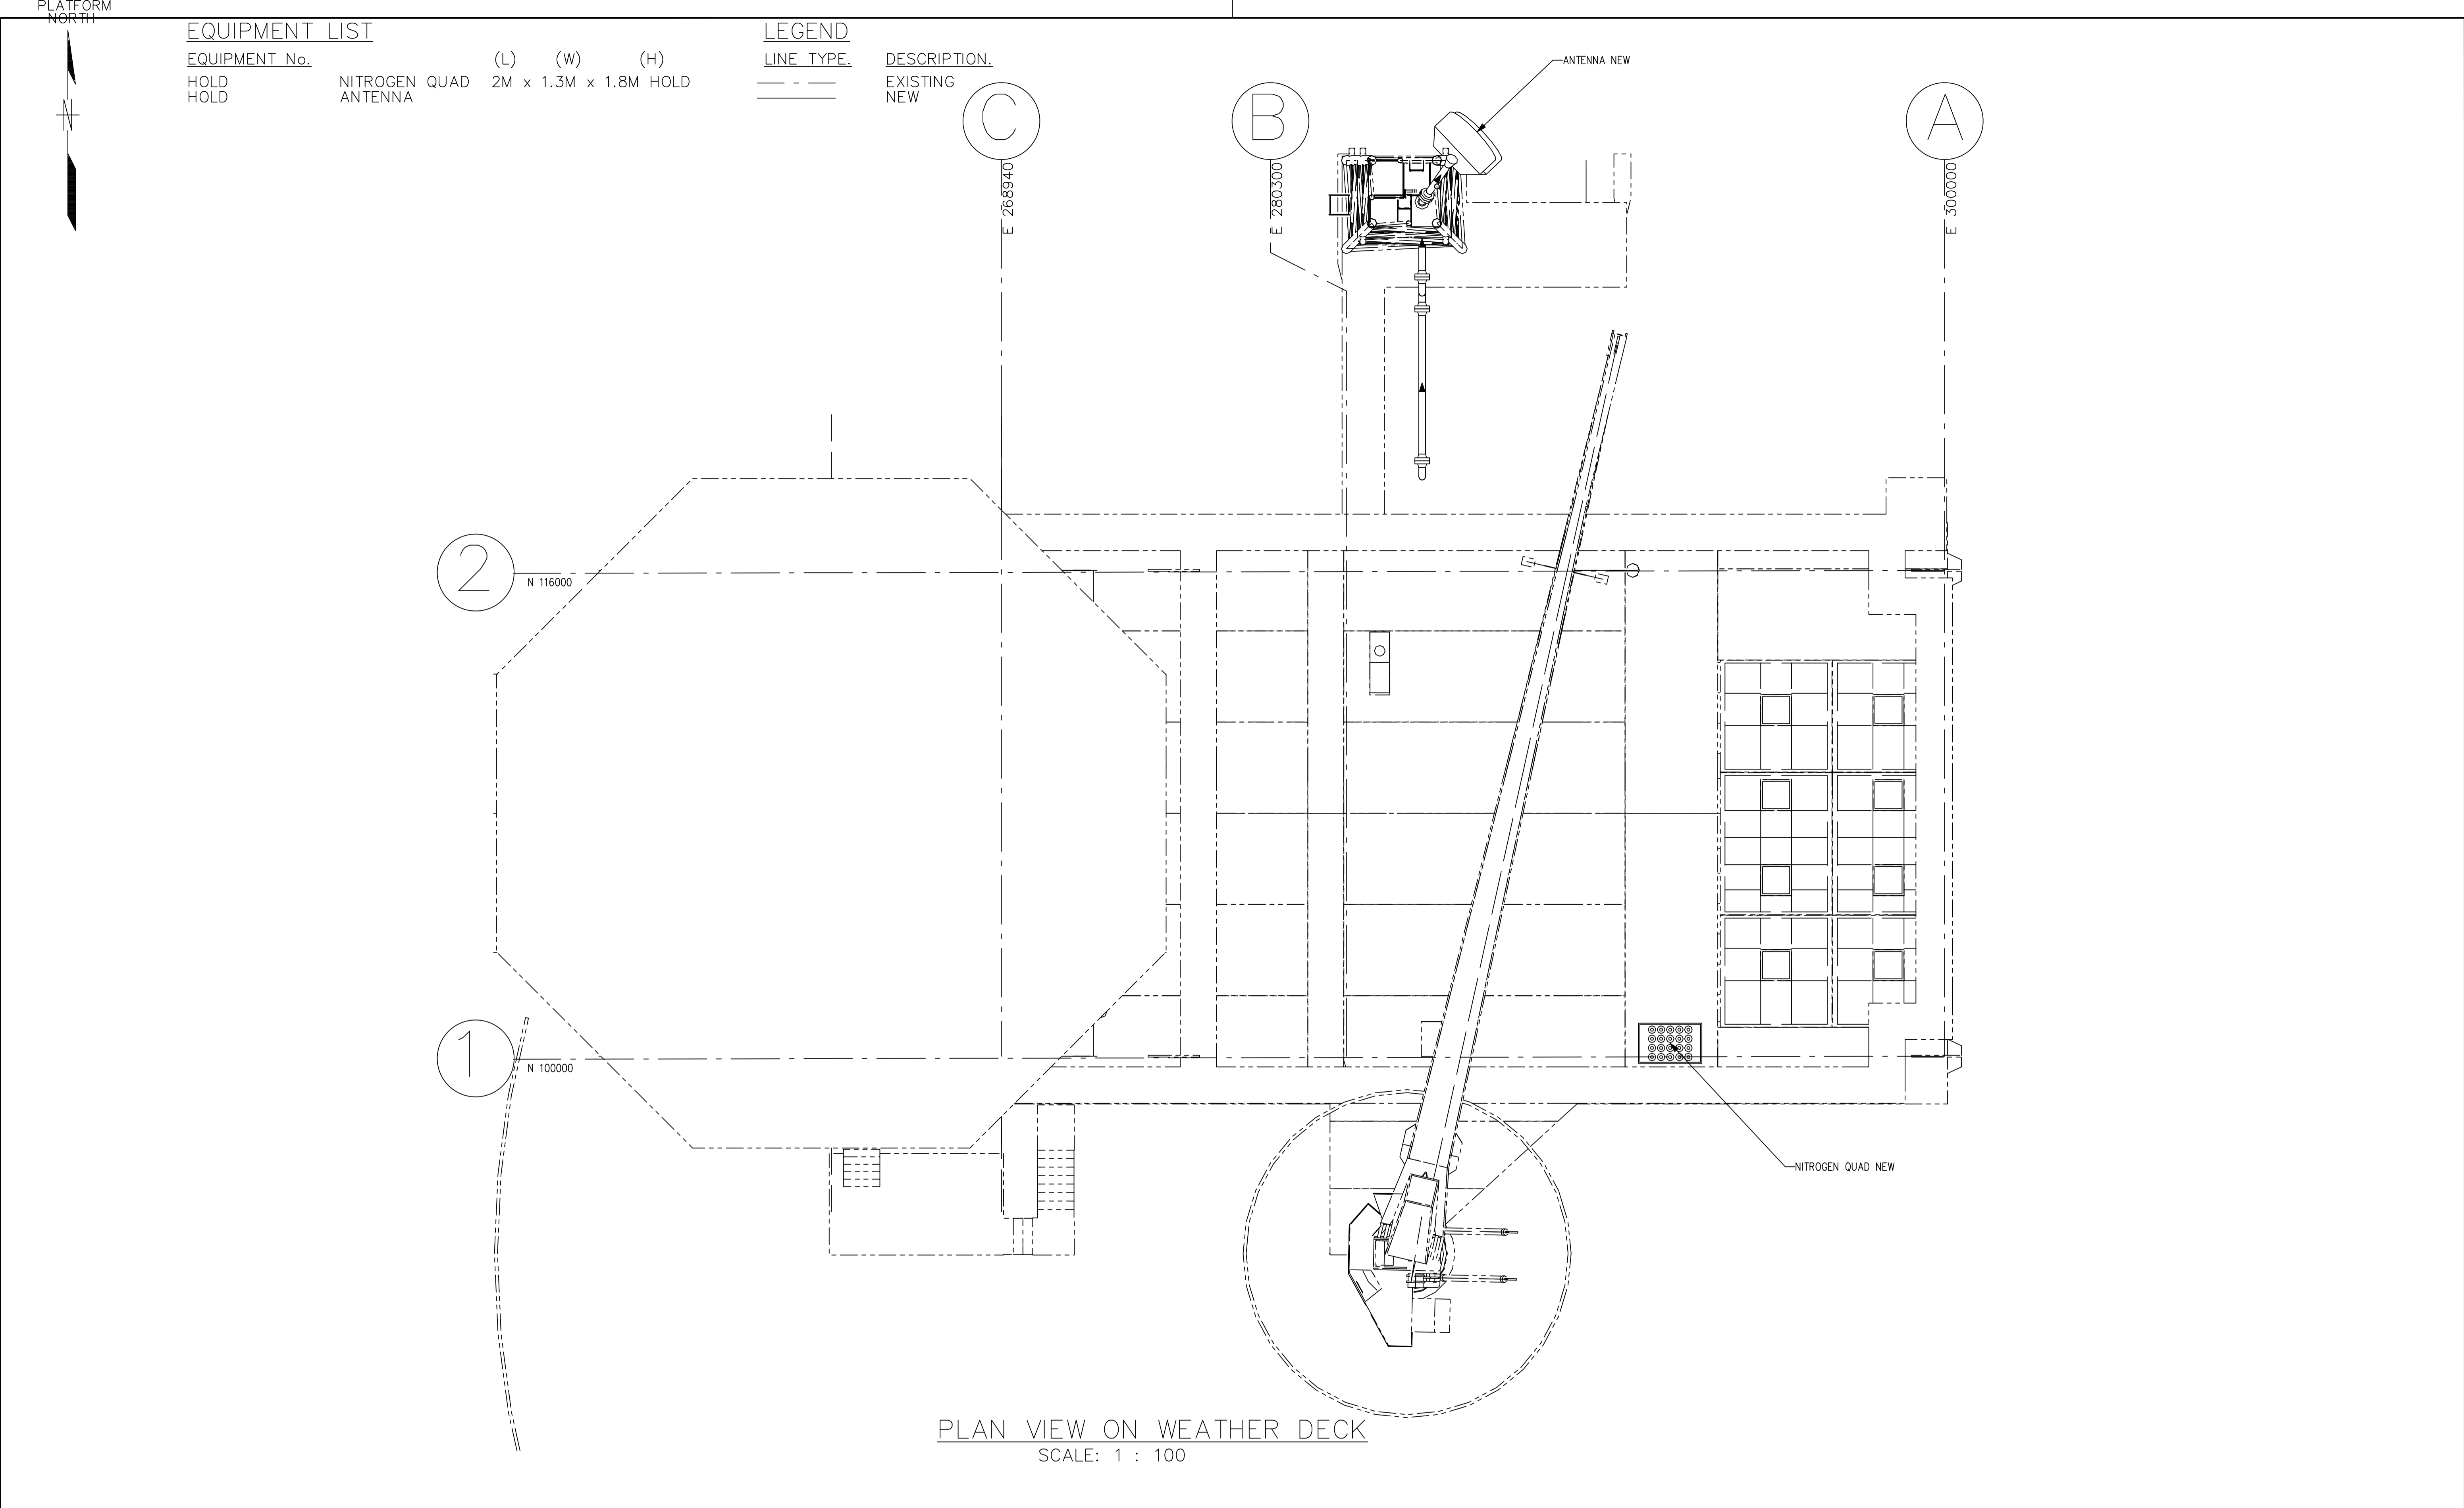 PLATFORM
NORTH
N
EQUIPMENT LIST
EQUIPMENT No. (L) (W) (H)
HOLD NITROGEN QUAD 2M x 1.3M x 1.8M HOLD
HOLD ANTENNA
LEGEND
LINE TYPE. DESCRIPTION.
EXISTING
NEW
ANTENNA NEW
C
B
A
E 268940
E 280300
E 300000
2
N 116000
1
N 100000
NITROGEN QUAD NEW
PLAN VIEW ON WEATHER DECK
SCALE: 1 : 100